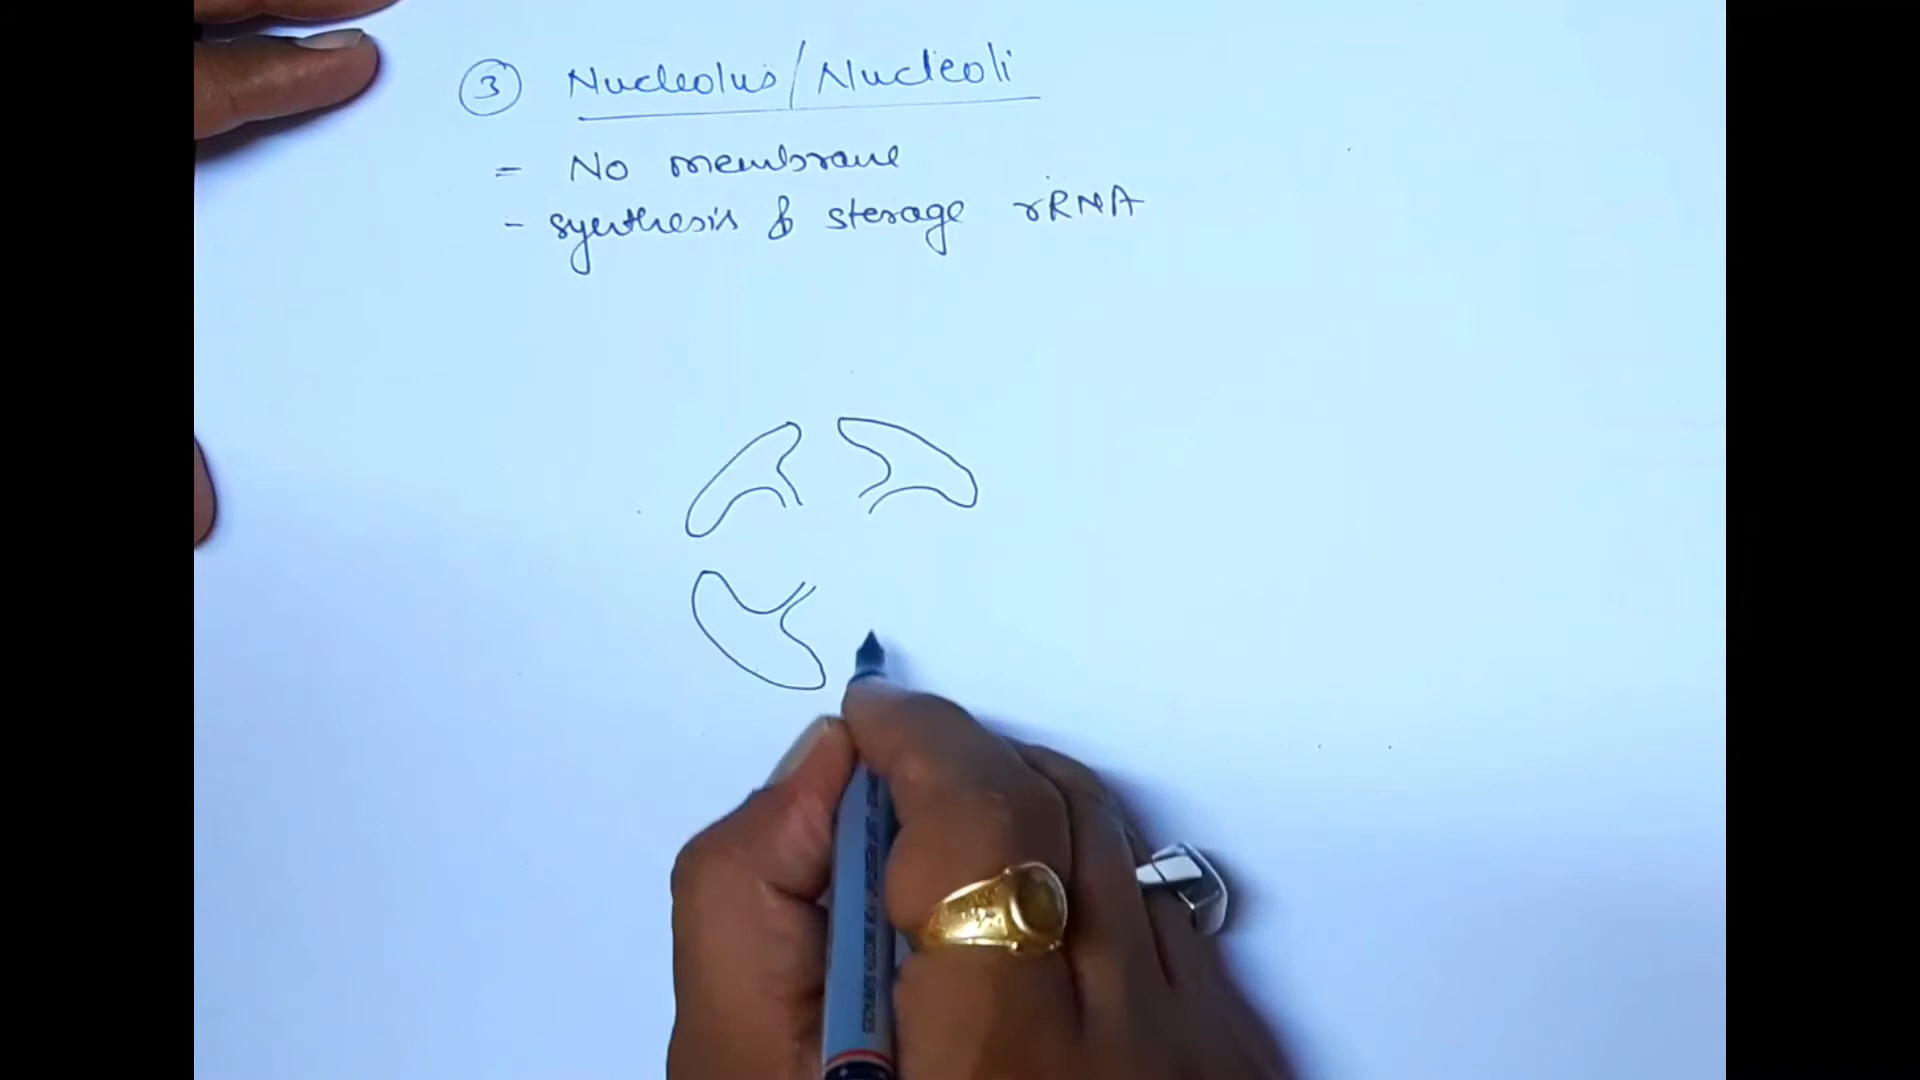 3 Nucleolus/Nucleoli
= No membrane
- synthesis & storage rRNA